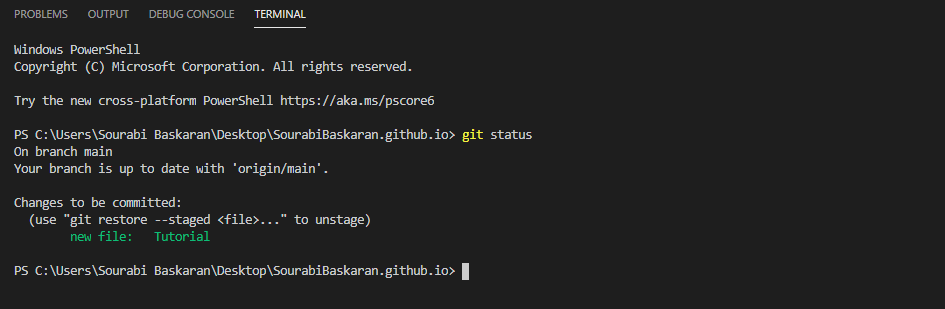 PROBLEMS OUTPUT DEBUG CONSOLE TERMINAL
Windows PowerShell
Copyright (C) Microsoft Corporation. All rights reserved.
Try the new cross-platform PowerShell https://aka.ms/pscore6
PS C:\Users\Sourabi Baskaran\Desktop\SourabiBaskaran.github.io> git status
On branch main
Your branch is up to date with 'origin/main'.
Changes to be committed:
(use "git restore --staged <file>..." to unstage)
new file: Tutorial
PS C:\Users\Sourabi Baskaran\Desktop\SourabiBaskaran.github.io>